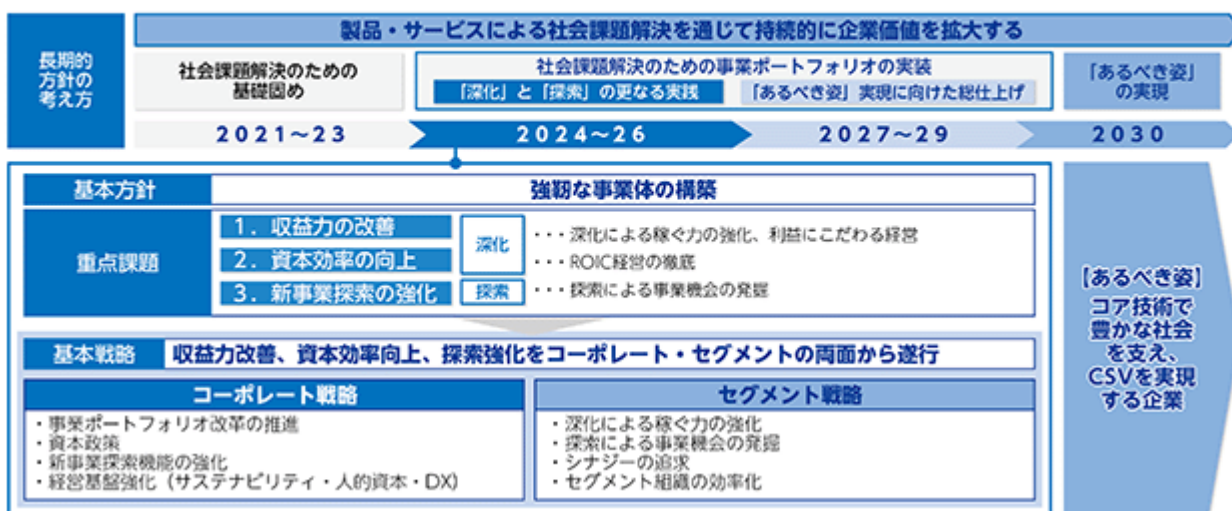 長期的
方針の
考え方
製品・サービスによる社会課題解決を通じて持続的に企業価値を拡大する
社会課題解決のための
基礎固め
社会課題解決のための事業ポートフォリオの実装
「深化」と「探索」の更なる実践
「あるべき姿」実現に向けた総仕上げ
「あるべき姿」
の実現
2021～23
2024～26
2027～29
2030
基本方針
強靭な事業体の構築
重点課題
1. 収益力の改善
2. 資本効率の向上
3. 新事業探索の強化
深化
探索
・・・深化による稼ぐ力の強化、利益にこだわる経営
・・・ROIC経営の徹底
・・・探索による事業機会の発掘
基本戦略
収益力改善、資本効率向上、探索強化をコーポレート・セグメントの両面から遂行
コーポレート戦略
・事業ポートフォリオ改革の推進
・資本政策
・新事業探索機能の強化
・経営基盤強化（サステナビリティ・人的資本・DX）
セグメント戦略
・深化による稼ぐ力の強化
・探索による事業機会の発掘
・シナジーの追求
・セグメント組織の効率化
【あるべき姿】
コア技術で
豊かな社会
を支え、
CSVを実現
する企業